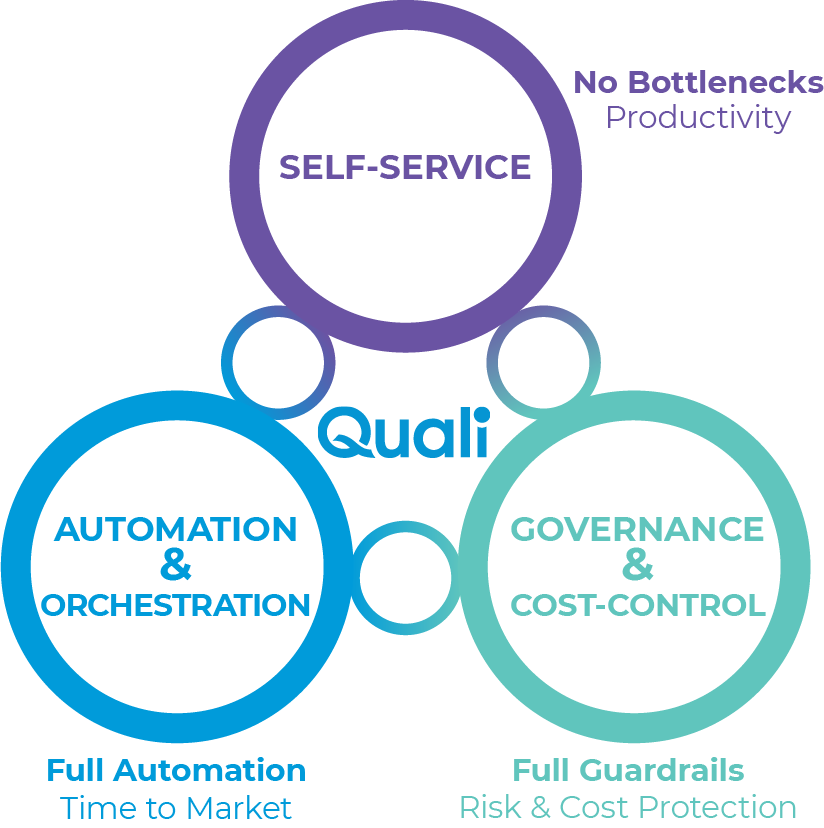 No Bottlenecks
Productivity
SELF-SERVICE
Quali
AUTOMATION
&
ORCHESTRATION
GOVERNANCE
&
COST-CONTROL
Full Automation
Time to Market
Full Guardrails
Risk & Cost Protection